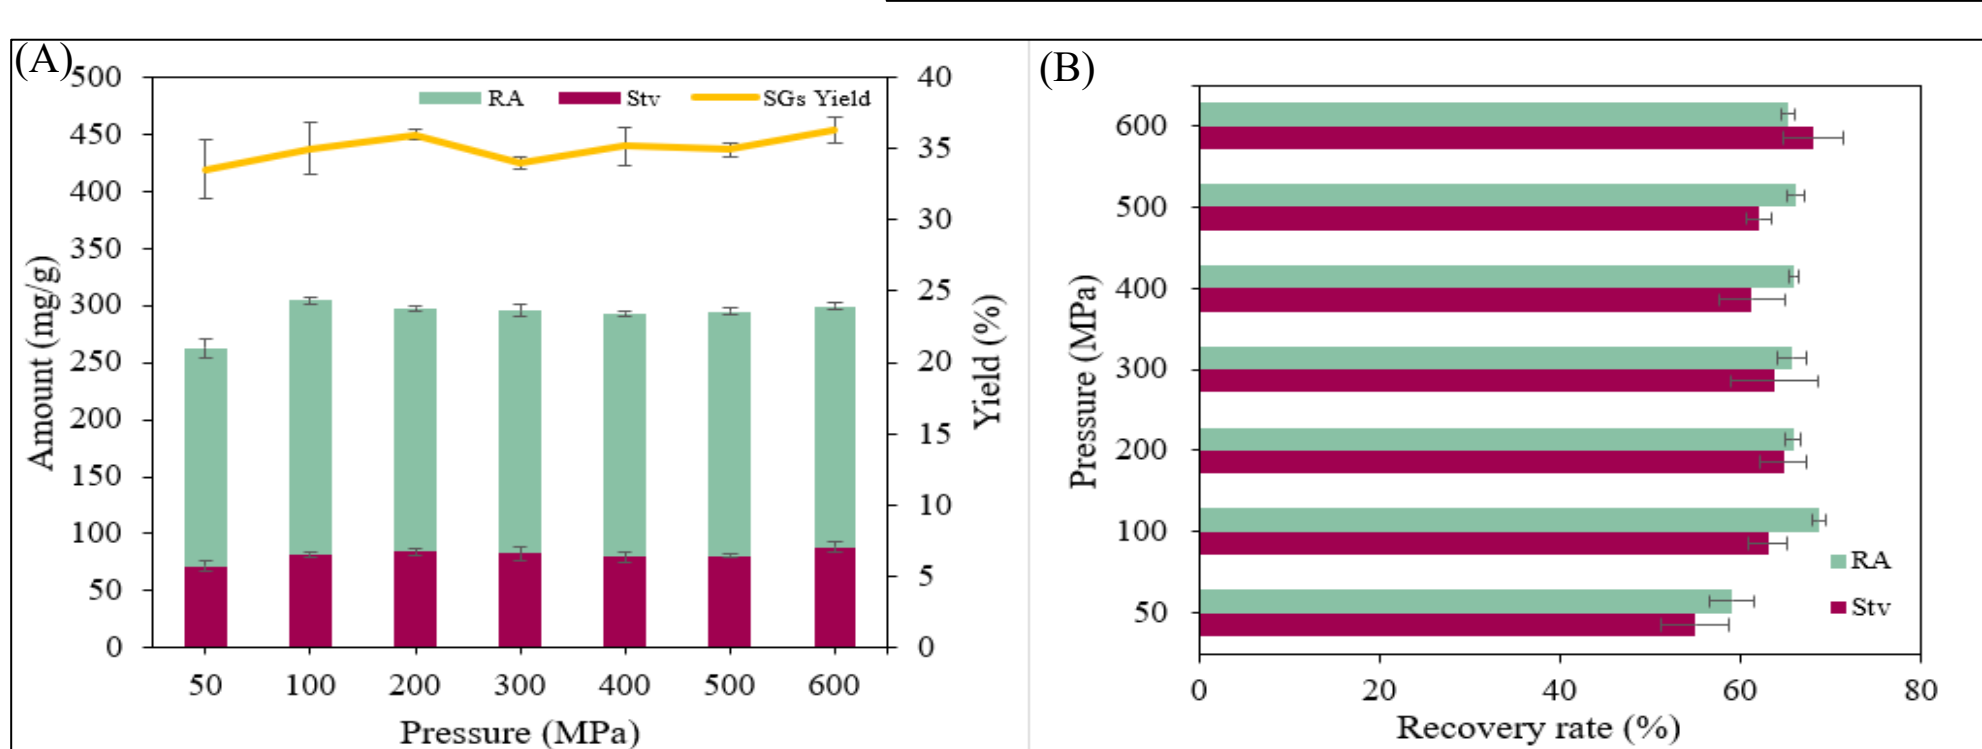 (A)
500
450
400
350
300
250
200
150
100
50
0
Amount (mg/g)
RA
Stv
SGs Yield
40
35
30
25
20
15
10
5
0
Yield (%)
50 100 200 300 400 500 600
Pressure (MPa)
(B)
600
500
400
300
200
100
50
Pressure (MPa)
RA
Stv
0 20 40 60 80
Recovery rate (%)